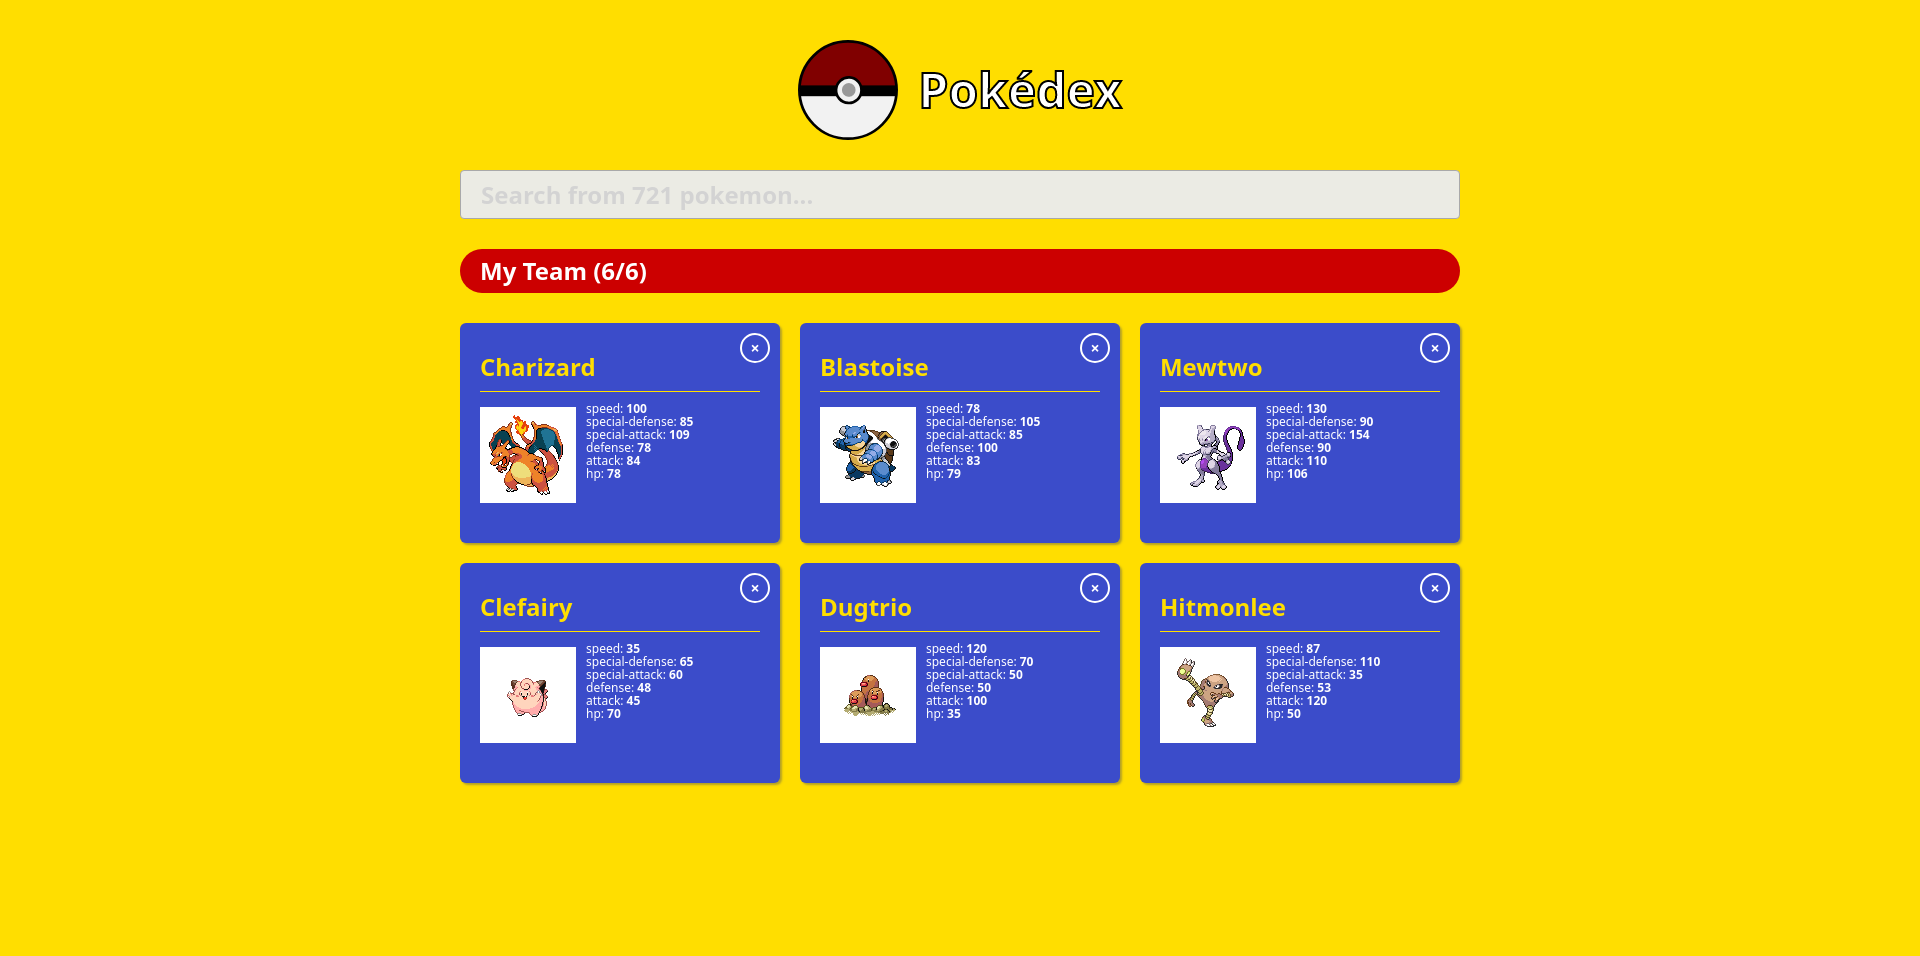 Pokédex
Search from 721 pokemon...
My Team (6/6)
×
Charizard
speed: 100
special-defense: 85
special-attack: 109
defense: 78
attack: 84
hp: 78
×
Blastoise
speed: 78
special-defense: 105
special-attack: 85
defense: 100
attack: 83
hp: 79
×
Mewtwo
speed: 130
special-defense: 90
special-attack: 154
defense: 90
attack: 110
hp: 106
×
Clefairy
speed: 35
special-defense: 65
special-attack: 60
defense: 48
attack: 45
hp: 70
×
Dugtrio
speed: 120
special-defense: 70
special-attack: 50
defense: 50
attack: 100
hp: 35
×
Hitmonlee
speed: 87
special-defense: 110
special-attack: 35
defense: 53
attack: 120
hp: 50